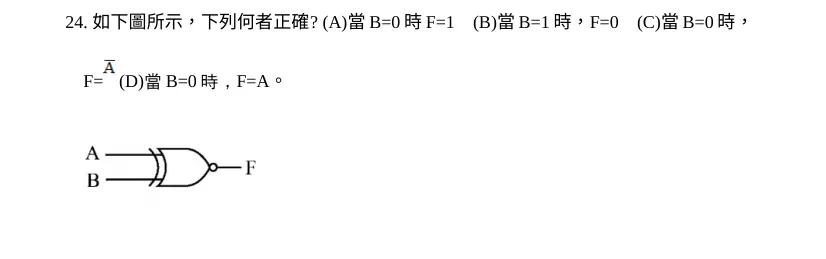 24. 如下圖所示，下列何者正確? (A)當 B=0 時 F=1 (B)當 B=1 時，F=0 (C)當 B=0 時，
F=A̅ (D)當 B=0 時，F=A。
A
F
B